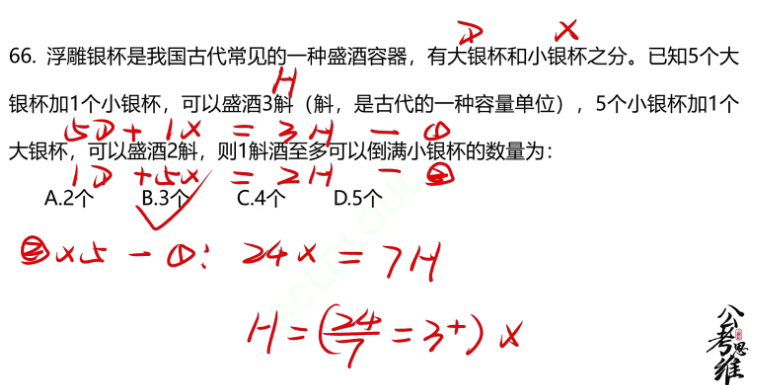 D X
66. 浮雕银杯是我国古代常见的一种盛酒容器，有大银杯和小银杯之分。已知5个大
H
银杯加1个小银杯，可以盛酒3斛（斛，是古代的一种容量单位），5个小银杯加1个
5D + 1X = 3H — ①
大银杯，可以盛酒2斛，则1斛酒至多可以倒满小银杯的数量为：
1D + 5X = 2H — ②
A.2个 B.3个 C.4个 D.5个
②×5 - ①： 24X = 7H
H = (24/7 = 3+) X
公考思维